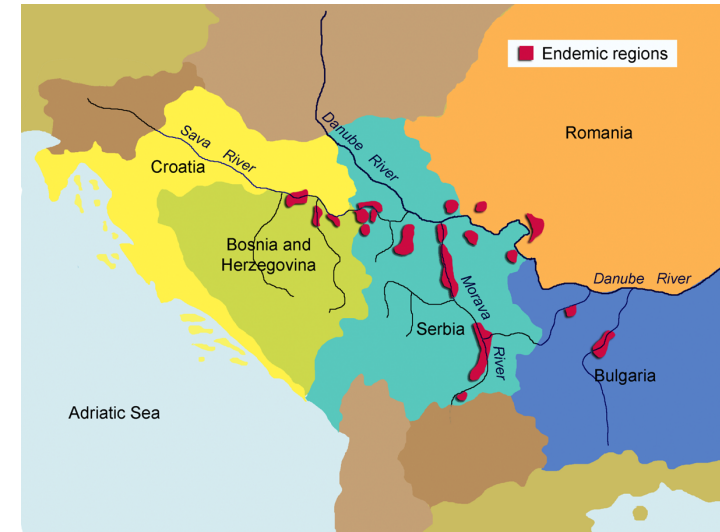 Endemic regions
Romania
Danube River
Sava River
Croatia
Bosnia and
Herzegovina
Danube River
Morava River
Serbia
Bulgaria
Adriatic Sea